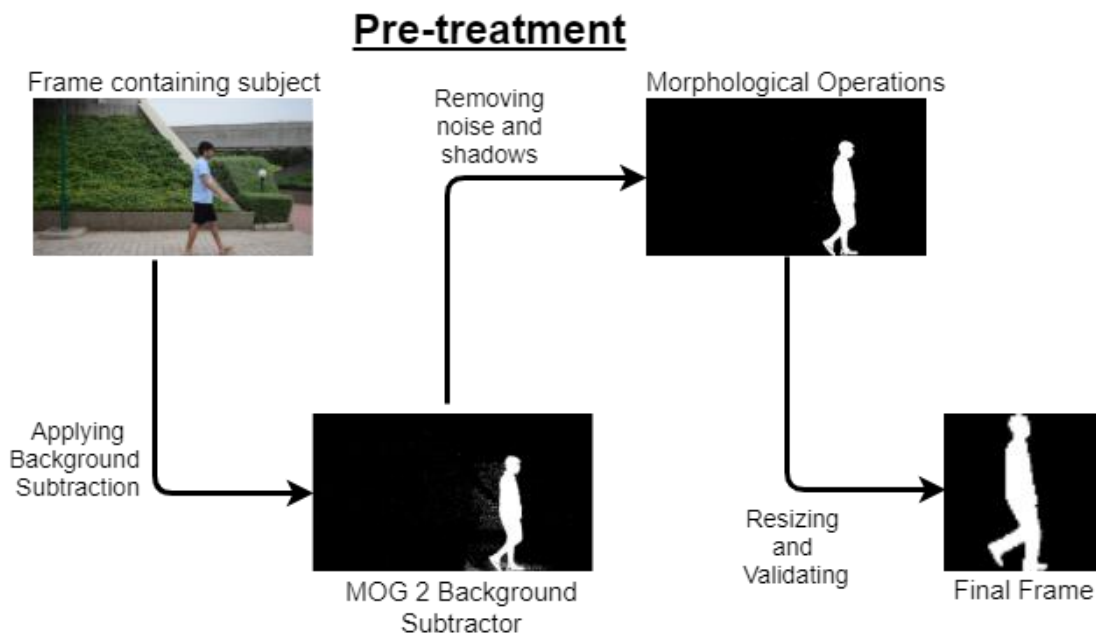 Pre-treatment
Frame containing subject
Applying
Background
Subtraction
MOG 2 Background
Subtractor
Removing
noise and
shadows
Morphological Operations
Resizing
and
Validating
Final Frame